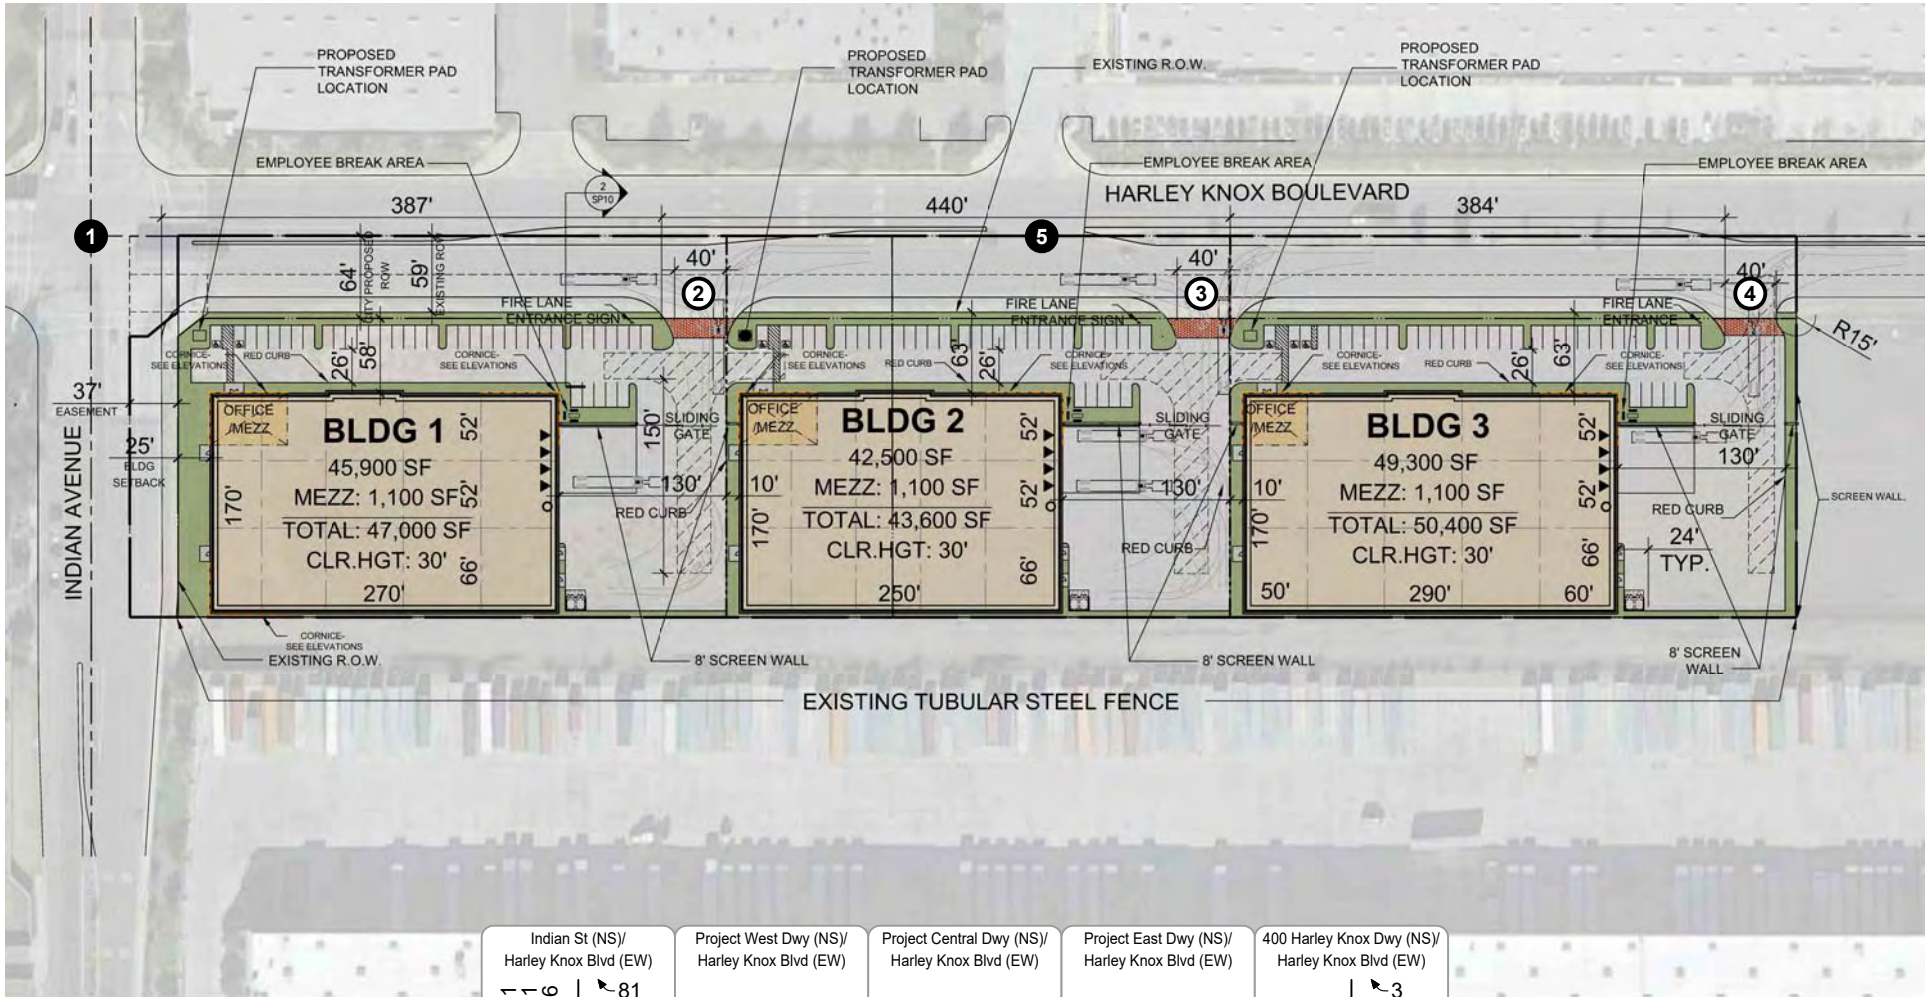 PROPOSED
TRANSFORMER PAD
LOCATION
PROPOSED
TRANSFORMER PAD
LOCATION
EXISTING R.O.W.
PROPOSED
TRANSFORMER PAD
LOCATION
EMPLOYEE BREAK AREA
EMPLOYEE BREAK AREA
EMPLOYEE BREAK AREA
2
SP10
HARLEY KNOX BOULEVARD
387'
440'
384'
1
5
64'
CITY PROPOSED
ROW
59'
EXISTING ROW
40'
40'
40'
2
3
4
FIRE LANE
ENTRANCE SIGN
FIRE LANE
ENTRANCE SIGN
FIRE LANE
ENTRANCE
R15'
CORNICE-
SEE ELEVATIONS
RED CURB
26'
58'
CORNICE-
SEE ELEVATIONS
CORNICE-
SEE ELEVATIONS
RED CURB
63'
26'
CORNICE-
SEE ELEVATIONS
CORNICE-
SEE ELEVATIONS
RED CURB
26'
63'
CORNICE-
SEE ELEVATIONS
37'
EASEMENT
25'
BLDG
SETBACK
INDIAN AVENUE
OFFICE
/MEZZ
BLDG 1
45,900 SF
MEZZ: 1,100 SF
TOTAL: 47,000 SF
CLR.HGT: 30'
270'
170'
52'
52'
66'
150'
SLIDING
GATE
130'
RED CURB
OFFICE
/MEZZ
BLDG 2
42,500 SF
MEZZ: 1,100 SF
TOTAL: 43,600 SF
CLR.HGT: 30'
250'
10'
170'
52'
52'
66'
SLIDING
GATE
130'
RED CURB
OFFICE
/MEZZ
BLDG 3
49,300 SF
MEZZ: 1,100 SF
TOTAL: 50,400 SF
CLR.HGT: 30'
50'
290'
60'
10'
170'
52'
52'
66'
SLIDING
GATE
130'
SCREEN WALL
RED CURB
24'
TYP.
CORNICE-
SEE ELEVATIONS
EXISTING R.O.W.
8' SCREEN WALL
8' SCREEN WALL
8' SCREEN
WALL
EXISTING TUBULAR STEEL FENCE
Indian St (NS)/
Harley Knox Blvd (EW)
1
1
6
81
Project West Dwy (NS)/
Harley Knox Blvd (EW)
Project Central Dwy (NS)/
Harley Knox Blvd (EW)
Project East Dwy (NS)/
Harley Knox Blvd (EW)
400 Harley Knox Dwy (NS)/
Harley Knox Blvd (EW)
3